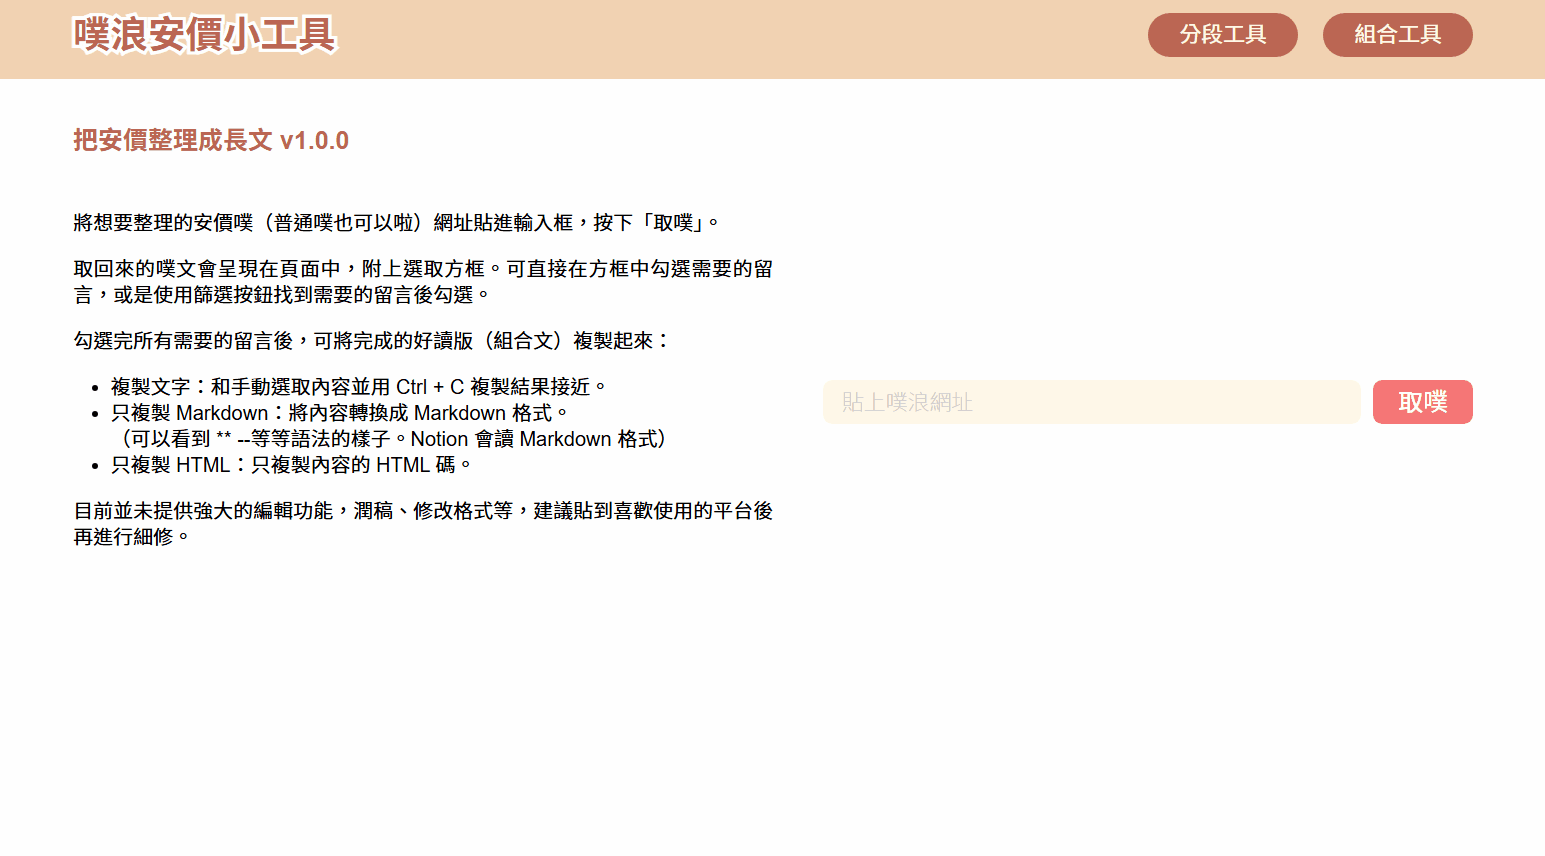 噗浪安價小工具
分段工具
組合工具
把安價整理成長文 v1.0.0
將想要整理的安價噗（普通噗也可以啦）網址貼進輸入框，按下「取噗」。
取回來的噗文會呈現在頁面中，附上選取方框。可直接在方框中勾選需要的留
言，或是使用篩選按鈕找到需要的留言後勾選。
勾選完所有需要的留言後，可將完成的好讀版（組合文）複製起來：
• 複製文字：和手動選取內容並用 Ctrl + C 複製結果接近。
• 只複製 Markdown：將內容轉換成 Markdown 格式。
（可以看到 ** --等等語法的樣子。Notion 會讀 Markdown 格式）
• 只複製 HTML：只複製內容的 HTML 碼。
目前並未提供強大的編輯功能，潤稿、修改格式等，建議貼到喜歡使用的平台後
再進行細修。
貼上噗浪網址
取噗